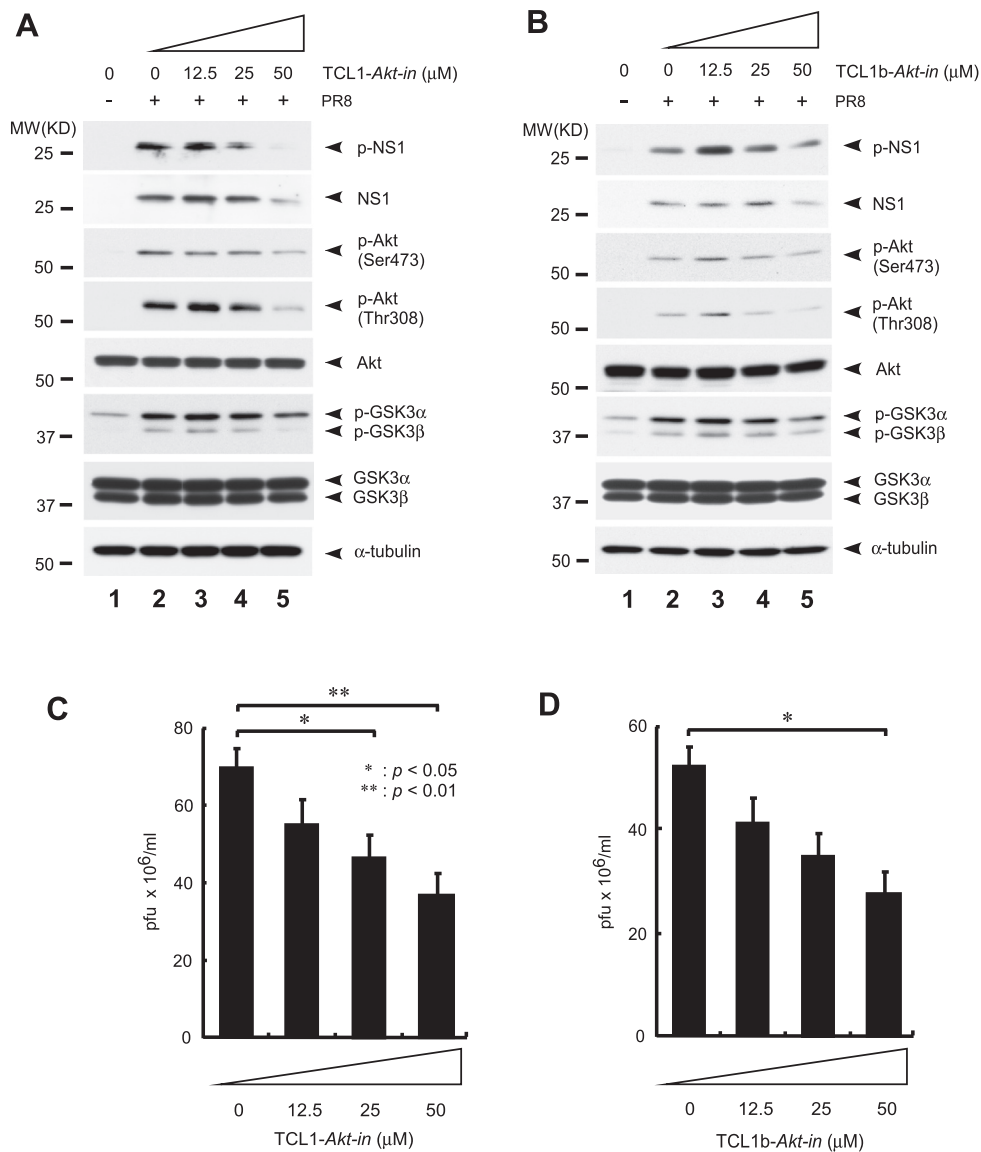 A
0 0 12.5 25 50 TCL1-Akt-in (μM)
- + + + + PR8
MW(KD)
25 p-NS1
25 NS1
50 p-Akt (Ser473)
50 p-Akt (Thr308)
50 Akt
p-GSK3α
37 p-GSK3β
GSK3α
37 GSK3β
50 α-tubulin
1 2 3 4 5
B
0 0 12.5 25 50 TCL1b-Akt-in (μM)
- + + + + PR8
MW(KD)
25 p-NS1
25 NS1
50 p-Akt (Ser473)
50 p-Akt (Thr308)
50 Akt
p-GSK3α
37 p-GSK3β
GSK3α
37 GSK3β
50 α-tubulin
1 2 3 4 5
C
**
*
* : p < 0.05
** : p < 0.01
80
60
40
20
0
pfu x 10⁶/ml
0 12.5 25 50
TCL1-Akt-in (μM)
D
*
60
40
20
0
pfu x 10⁶/ml
0 12.5 25 50
TCL1b-Akt-in (μM)